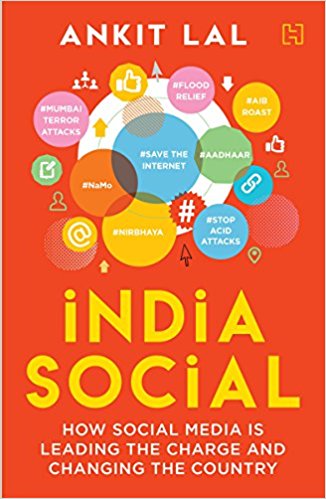 ANKIT LAL
#MUMBAI
TERROR
ATTACKS
#FLOOD
RELIEF
#AIB
ROAST
#SAVE THE
INTERNET
#AADHAAR
#NaMo
#
@
#NIRBHAYA
#STOP
ACID
ATTACKS
iNDiA
SOCiAL
HOW SOCIAL MEDIA IS
LEADING THE CHARGE AND
CHANGING THE COUNTRY